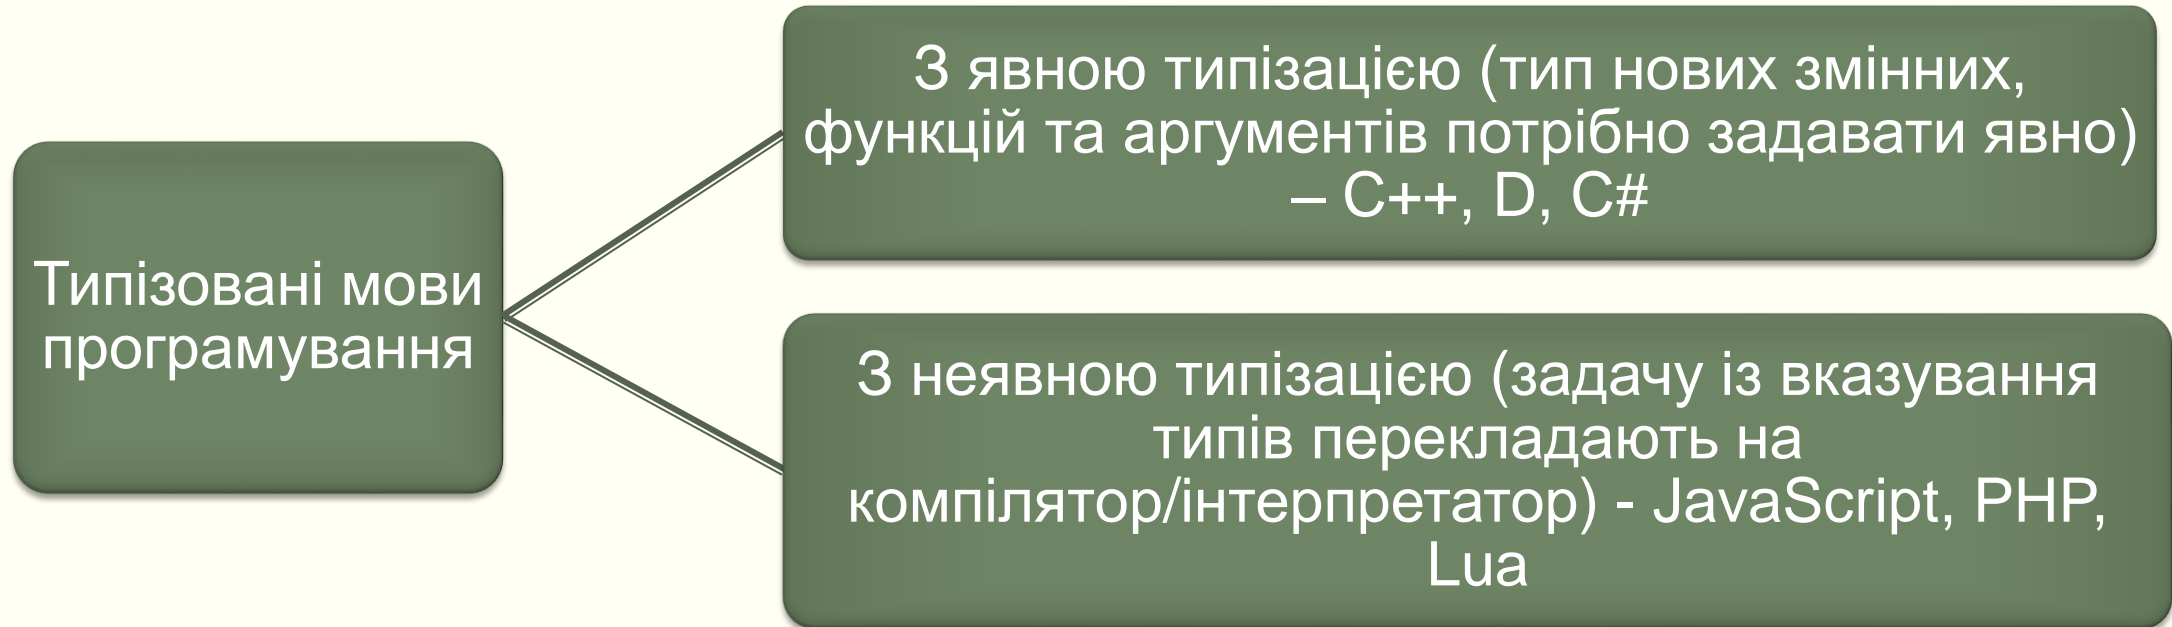 Типізовані мови
програмування
З явною типізацією (тип нових змінних,
функцій та аргументів потрібно задавати явно)
– C++, D, C#
З неявною типізацією (задачу із вказування
типів перекладають на
компілятор/інтерпретатор) - JavaScript, PHP,
Lua